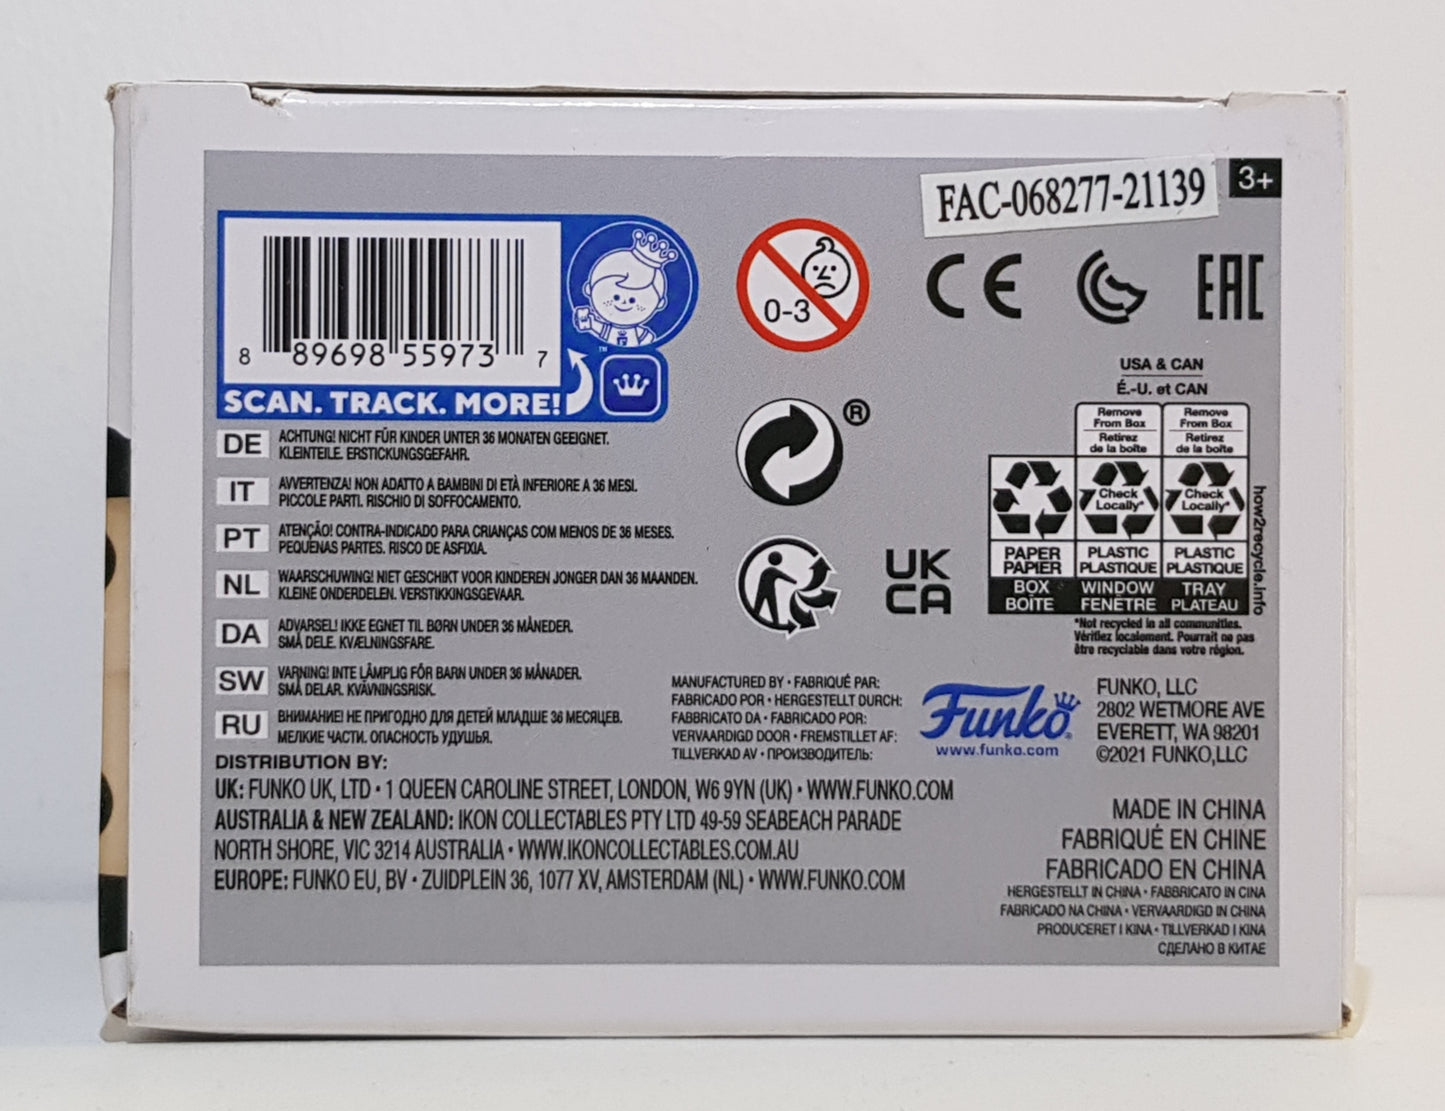 FAC-068277-21139
3+
8 89698 55973 7
™
SCAN. TRACK. MORE!
0-3
CE
EAC
®
USA & CAN
É.-U. et CAN
Remove From Box
Retirez de la boîte
Remove From Box
Retirez de la boîte
Check Locally*
Check Locally*
PAPER
PAPIER
PLASTIC
PLASTIQUE
PLASTIC
PLASTIQUE
BOX
BOÎTE
WINDOW
FENÊTRE
TRAY
PLATEAU
how2recycle.info
*Not recycled in all communities.
Vérifiez localement. Pourrait ne pas
être recyclable dans votre région.
UK
CA
DE ACHTUNG! NICHT FÜR KINDER UNTER 36 MONATEN GEEIGNET.
KLEINTEILE. ERSTICKUNGSGEFAHR.
IT AVVERTENZA! NON ADATTO A BAMBINI DI ETÀ INFERIORE A 36 MESI.
PICCOLE PARTI. RISCHIO DI SOFFOCAMENTO.
PT ATENÇÃO! CONTRA-INDICADO PARA CRIANÇAS COM MENOS DE 36 MESES.
PEQUENAS PARTES. RISCO DE ASFIXIA.
NL WAARSCHUWING! NIET GESCHIKT VOOR KINDEREN JONGER DAN 36 MAANDEN.
KLEINE ONDERDELEN. VERSTIKKINGSGEVAAR.
DA ADVARSEL! IKKE EGNET TIL BØRN UNDER 36 MÅNEDER.
SMÅ DELE. KVÆLNINGSFARE.
SW VARNING! INTE LÄMPLIG FÖR BARN UNDER 36 MÅNADER.
SMÅ DELAR. KVÄVNINGSRISK.
RU ВНИМАНИЕ! НЕ ПРИГОДНО ДЛЯ ДЕТЕЙ МЛАДШЕ 36 МЕСЯЦЕВ.
МЕЛКИЕ ЧАСТИ. ОПАСНОСТЬ УДУШЬЯ.
MANUFACTURED BY • FABRIQUÉ PAR:
FABRICADO POR • HERGESTELLT DURCH:
FABBRICATO DA • FABRICADO POR:
VERVAARDIGD DOOR • FREMSTILLET AF:
TILLVERKAD AV • ПРОИЗВОДИТЕЛЬ:
Funko®
www.funko.com
FUNKO, LLC
2802 WETMORE AVE
EVERETT, WA 98201
©2021 FUNKO,LLC
DISTRIBUTION BY:
UK: FUNKO UK, LTD • 1 QUEEN CAROLINE STREET, LONDON, W6 9YN (UK) • WWW.FUNKO.COM
AUSTRALIA & NEW ZEALAND: IKON COLLECTABLES PTY LTD 49-59 SEABEACH PARADE
NORTH SHORE, VIC 3214 AUSTRALIA • WWW.IKONCOLLECTABLES.COM.AU
EUROPE: FUNKO EU, BV • ZUIDPLEIN 36, 1077 XV, AMSTERDAM (NL) • WWW.FUNKO.COM
MADE IN CHINA
FABRIQUÉ EN CHINE
FABRICADO EN CHINA
HERGESTELLT IN CHINA • FABBRICATO IN CINA
FABRICADO NA CHINA • VERVAARDIGD IN CHINA
PRODUCERET I KINA • TILLVERKAD I KINA
СДЕЛАНО В КИТАЕ